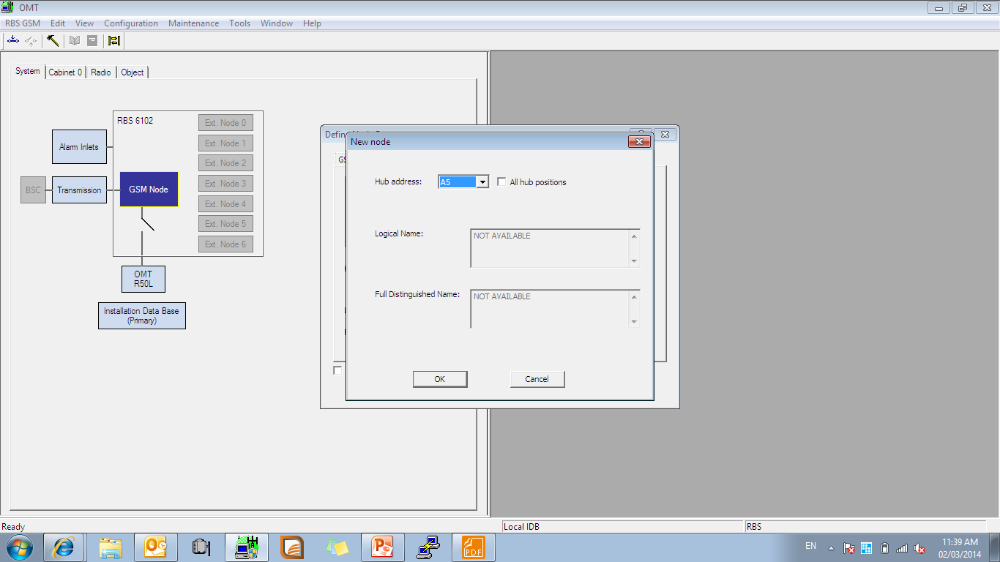 OMT
RBS GSM Edit View Configuration Maintenance Tools Window Help
System Cabinet 0 Radio Object
RBS 6102
Alarm Inlets
BSC
Transmission
GSM Node
Ext. Node 0
Ext. Node 1
Ext. Node 2
Ext. Node 3
Ext. Node 4
Ext. Node 5
Ext. Node 6
OMT
R50L
Installation Data Base
(Primary)
New node
Hub address: A5 All hub positions
Logical Name: NOT AVAILABLE
Full Distinguished Name: NOT AVAILABLE
OK Cancel
Ready Local IDB RBS
EN
11:39 AM
02/03/2014
PDF